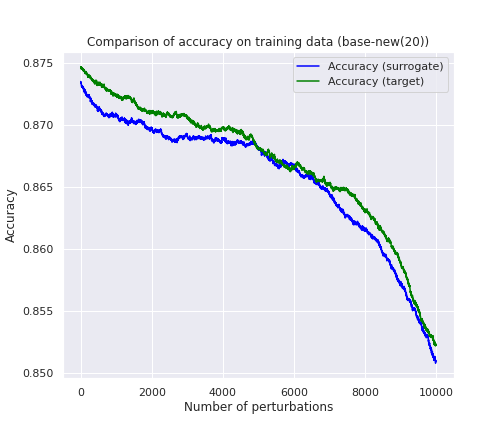 Comparison of accuracy on training data (base-new(20))
Accuracy (surrogate)
Accuracy (target)
0.875
0.870
0.865
0.860
0.855
0.850
Accuracy
0 2000 4000 6000 8000 10000
Number of perturbations